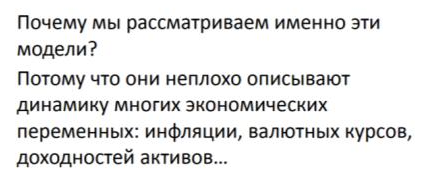 Почему мы рассматриваем именно эти
модели?
Потому что они неплохо описывают
динамику многих экономических
переменных: инфляции, валютных курсов,
доходностей активов…